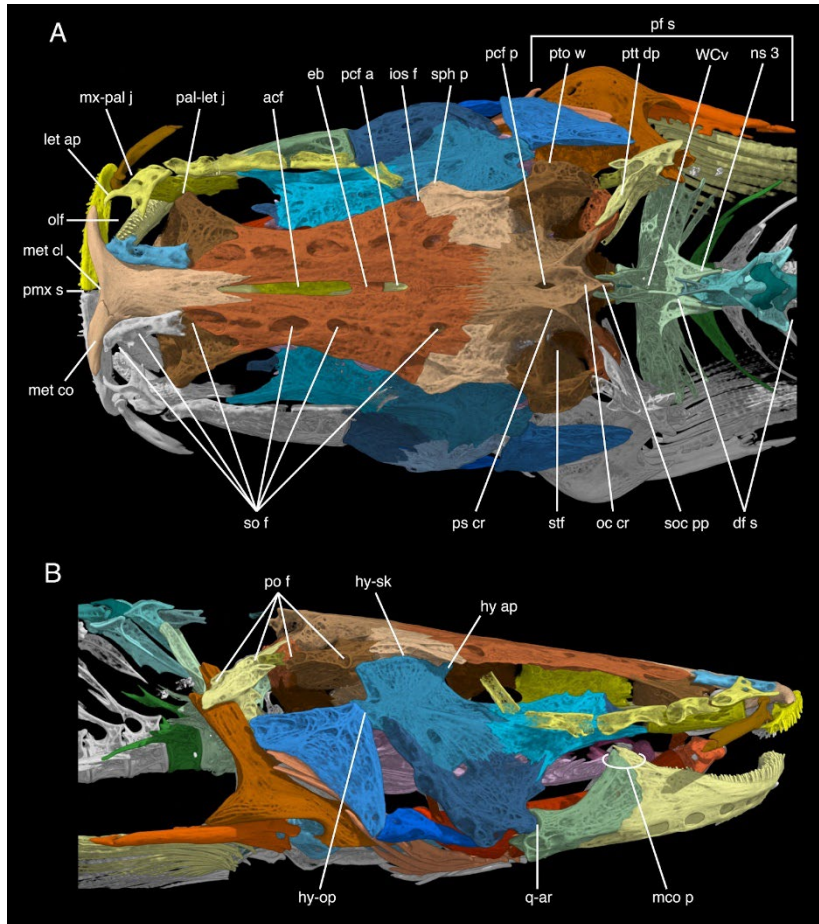 A
pf s
pcf p
pto w
ptt dp
WCv
ns 3
mx-pal j
pal-let j
acf
eb
pcf a
ios f
sph p
let ap
olf
met cl
pmx s
met co
so f
ps cr
stf
oc cr
soc pp
df s
B
po f
hy-sk
hy ap
hy-op
q-ar
mco p